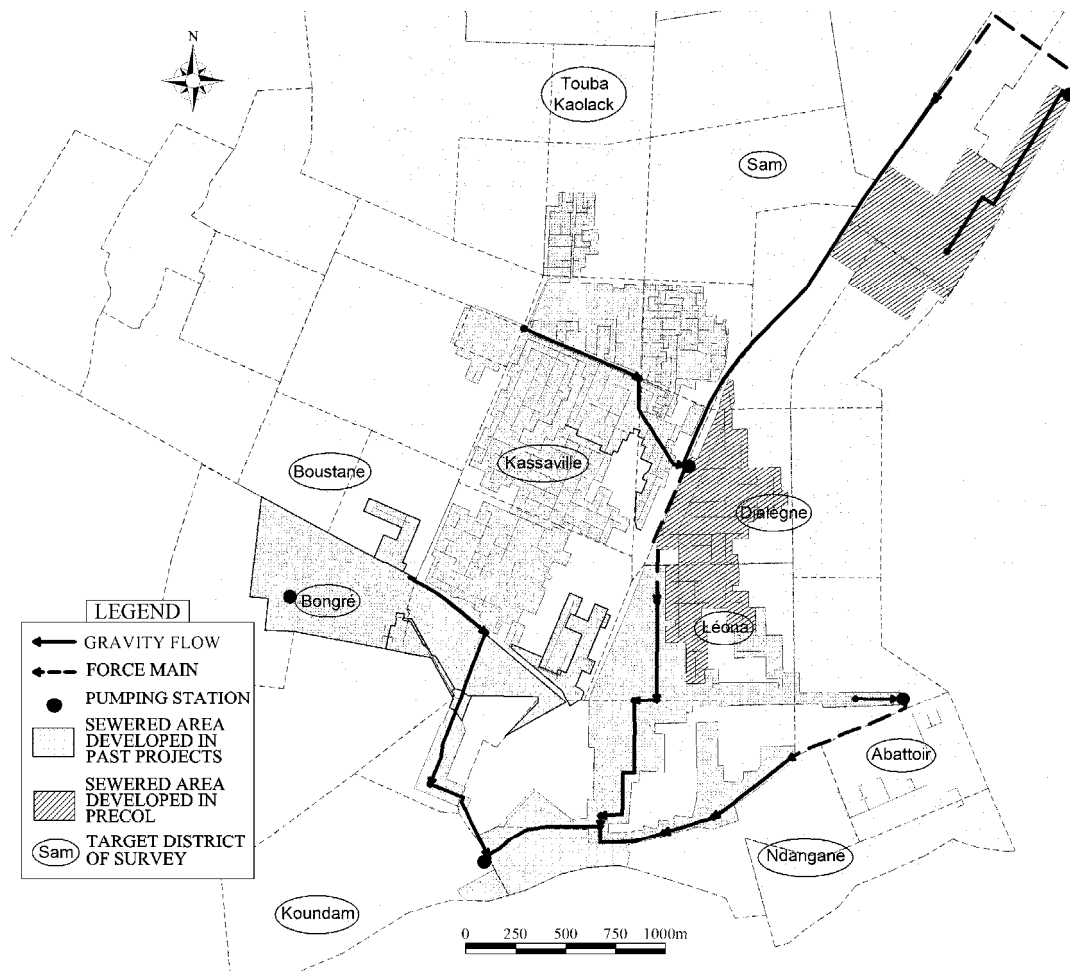 N
Touba
Kaolack
Sam
Boustane
Kassaville
Djalégne
Bongré
Léona
Abattoir
Ndangane
Koundam
LEGEND
GRAVITY FLOW
FORCE MAIN
PUMPING STATION
SEWERED AREA
DEVELOPED IN
PAST PROJECTS
SEWERED AREA
DEVELOPED IN
PRECOL
Sam
TARGET DISTRICT
OF SURVEY
0 250 500 750 1000m